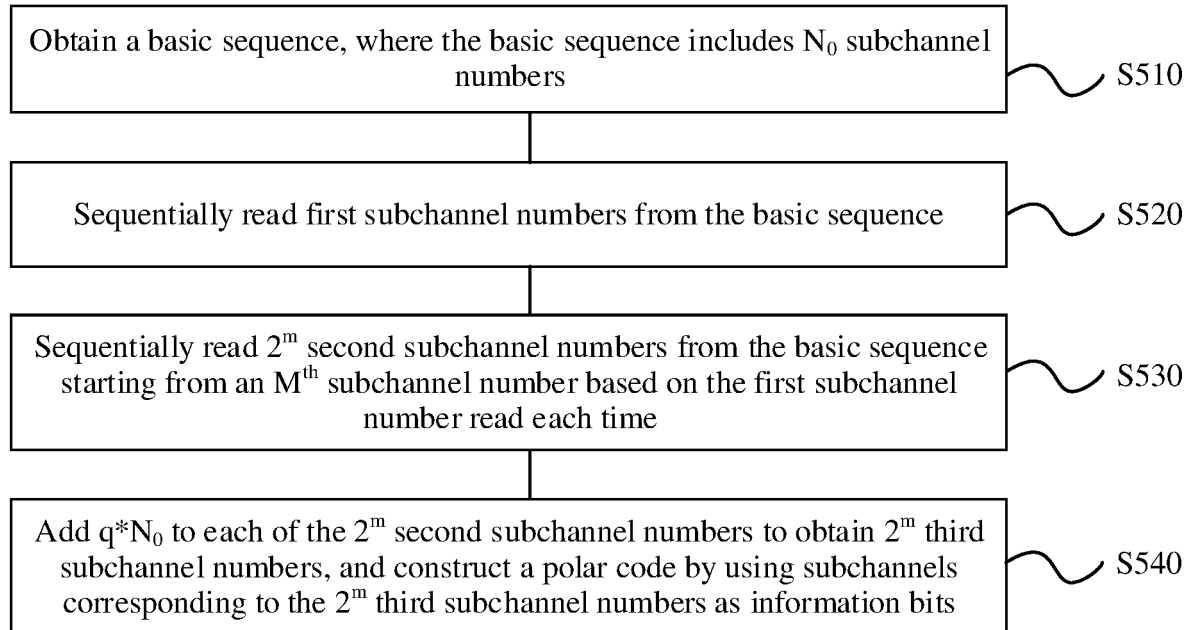 Obtain a basic sequence, where the basic sequence includes N₀ subchannel
numbers
S510
Sequentially read first subchannel numbers from the basic sequence
S520
Sequentially read 2ᵐ second subchannel numbers from the basic sequence
starting from an Mᵗʰ subchannel number based on the first subchannel
number read each time
S530
Add q*N₀ to each of the 2ᵐ second subchannel numbers to obtain 2ᵐ third
subchannel numbers, and construct a polar code by using subchannels
corresponding to the 2ᵐ third subchannel numbers as information bits
S540